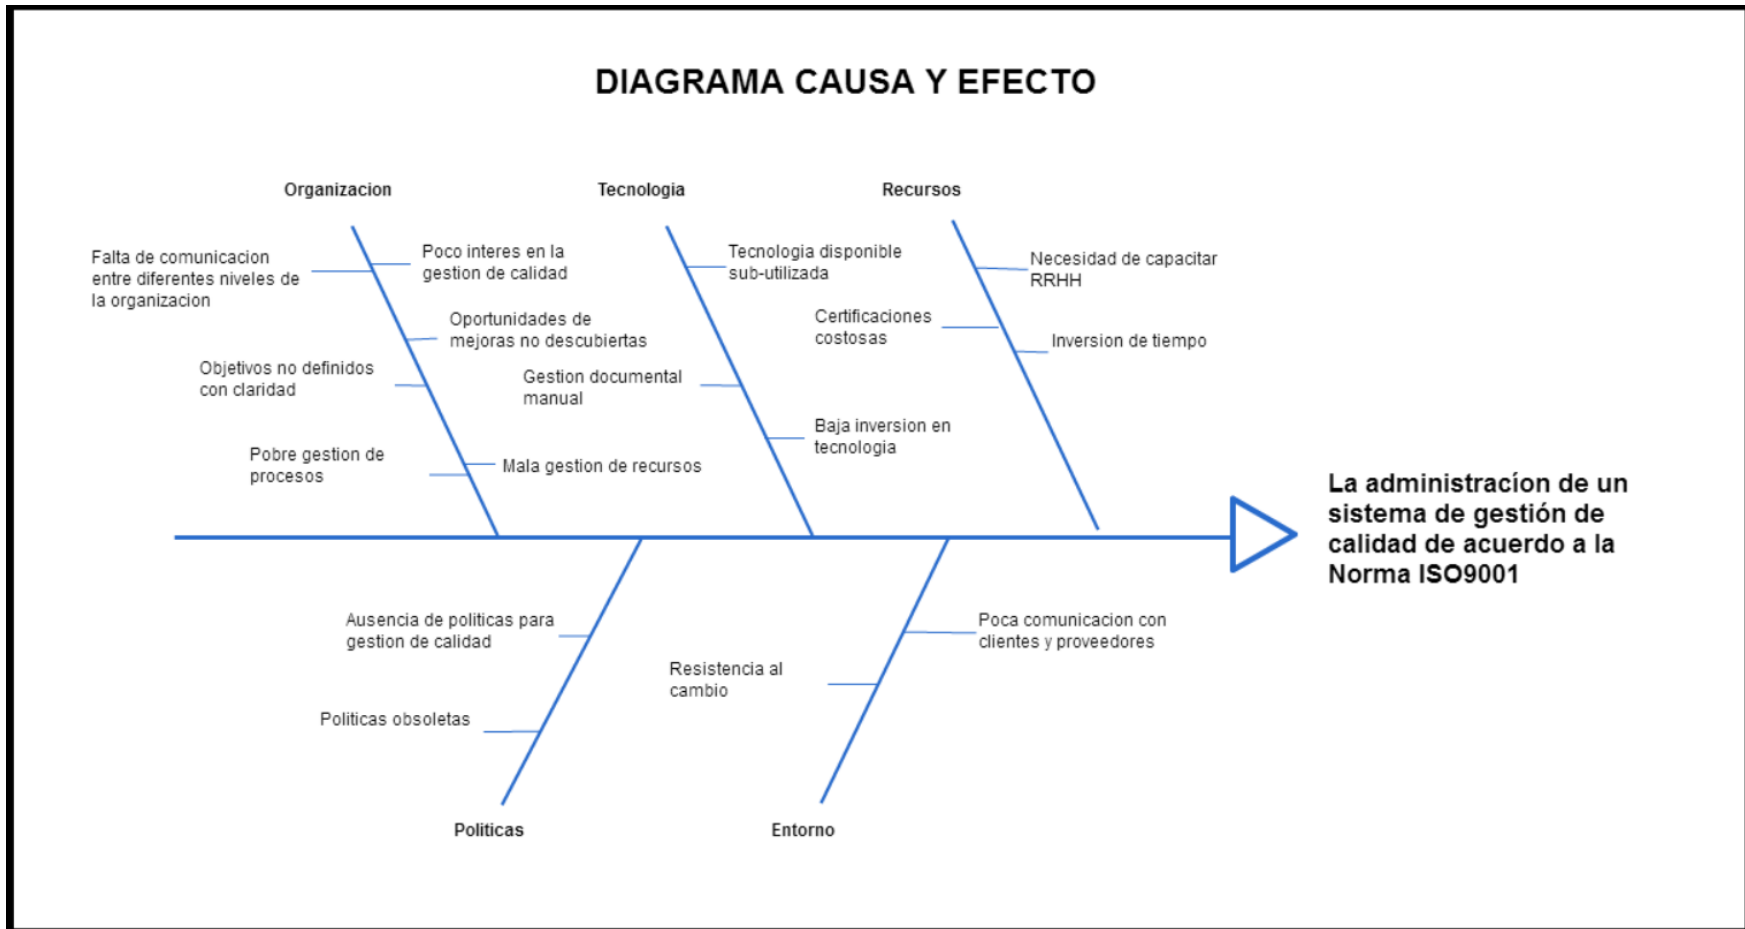 DIAGRAMA CAUSA Y EFECTO
Organizacion
Tecnologia
Recursos
Falta de comunicacion
entre diferentes niveles de
la organizacion
Poco interes en la
gestion de calidad
Oportunidades de
mejoras no descubiertas
Objetivos no definidos
con claridad
Pobre gestion de
procesos
Mala gestion de recursos
Tecnologia disponible
sub-utilizada
Gestion documental
manual
Baja inversion en
tecnologia
Necesidad de capacitar
RRHH
Certificaciones
costosas
Inversion de tiempo
La administracíon de un
sistema de gestión de
calidad de acuerdo a la
Norma ISO9001
Ausencia de politicas para
gestion de calidad
Politicas obsoletas
Poca comunicacion con
clientes y proveedores
Resistencia al
cambio
Politicas
Entorno